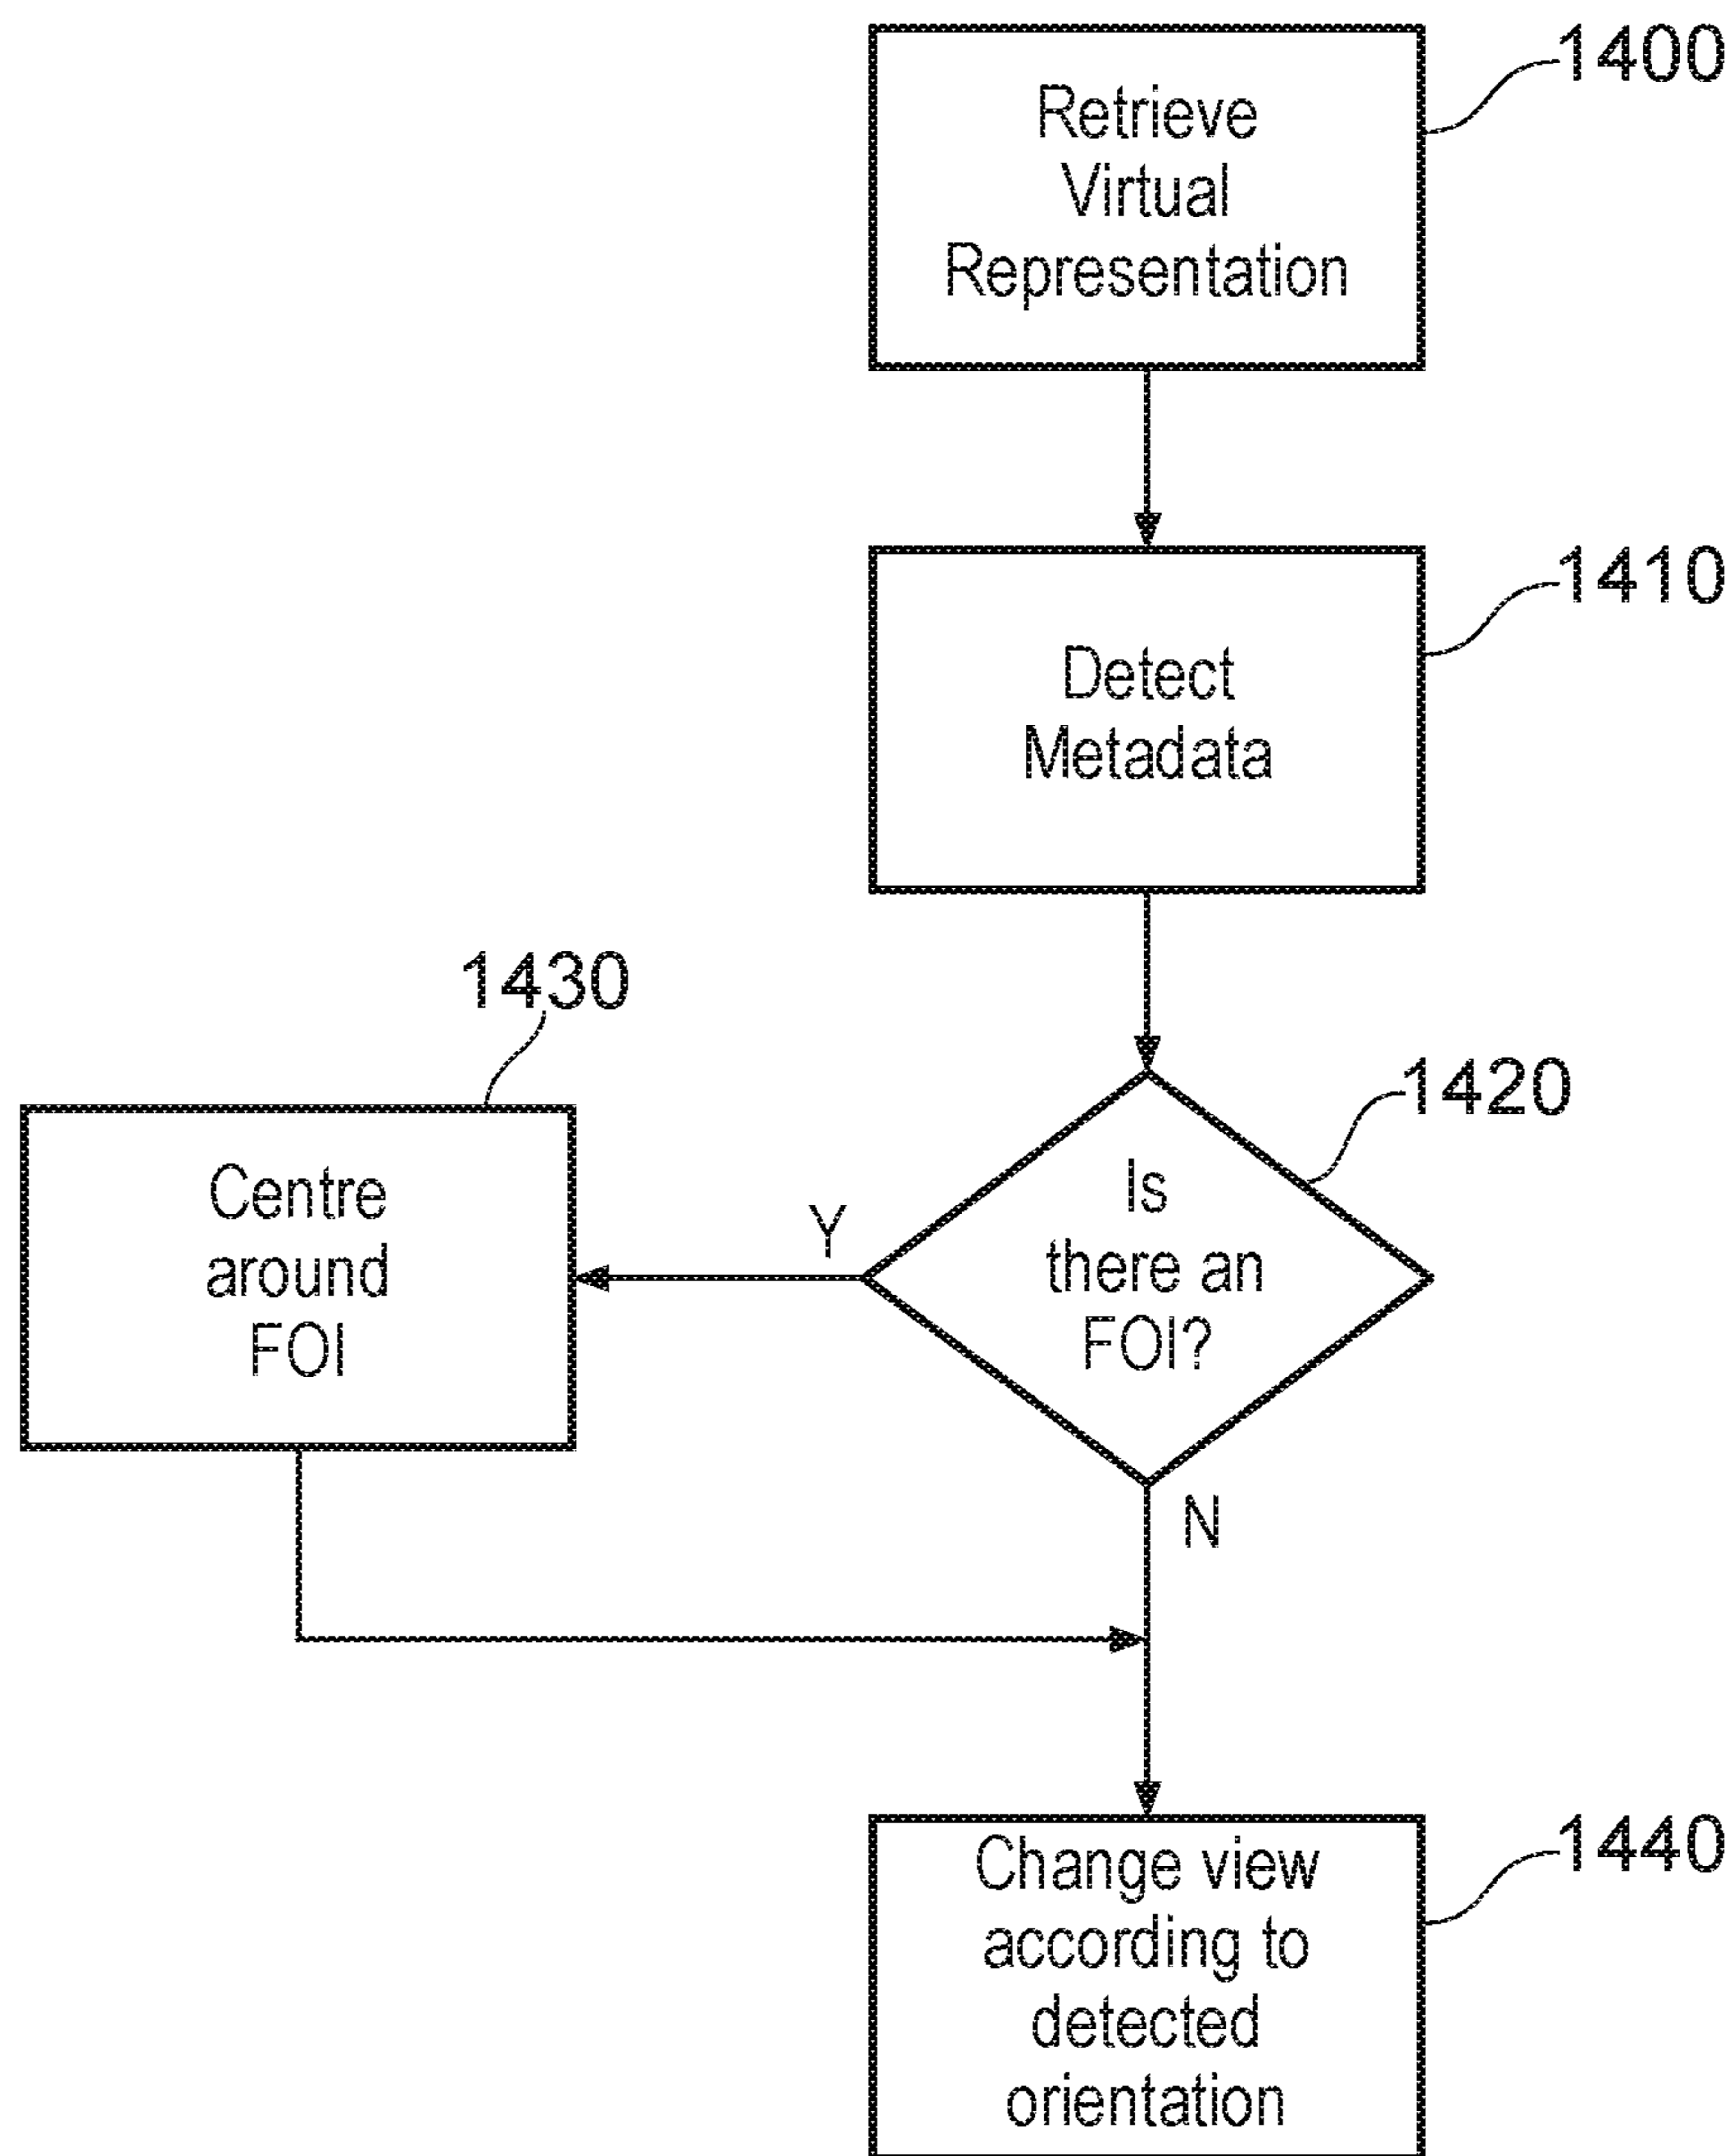 1400
Retrieve
Virtual
Representation
1410
Detect
Metadata
1430
1420
Centre
around
FOI
Y
Is
there an
FOI?
N
1440
Change view
according to
detected
orientation